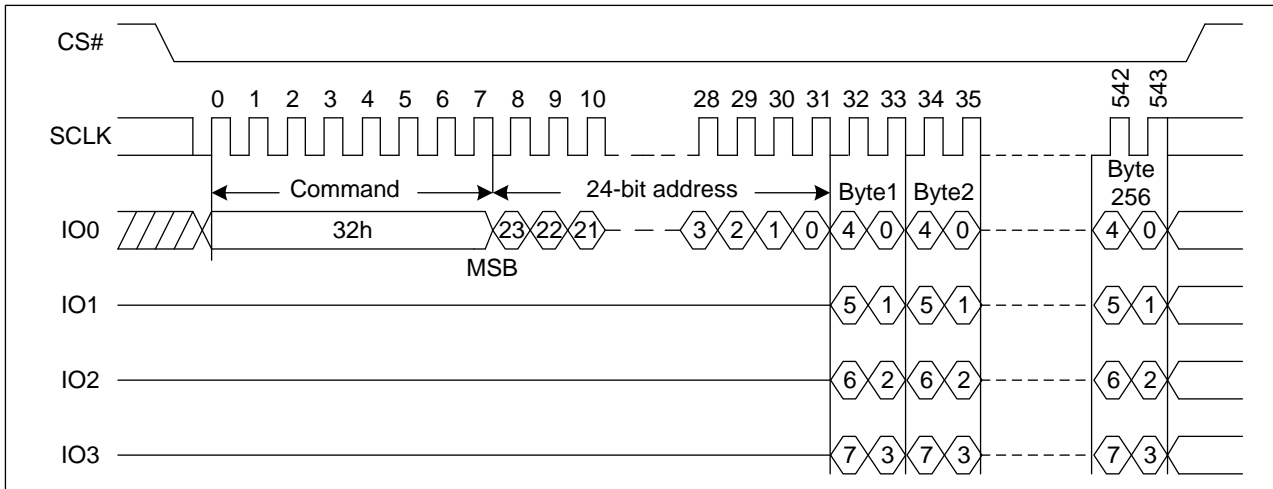 CS#
0 1 2 3 4 5 6 7 8 9 10 28 29 30 31 32 33 34 35 542 543
SCLK
Command 24-bit address Byte1 Byte2 Byte
256
IO0 32h 23 22 21 3 2 1 0 4 0 4 0 4 0
MSB
IO1 5 1 5 1 5 1
IO2 6 2 6 2 6 2
IO3 7 3 7 3 7 3